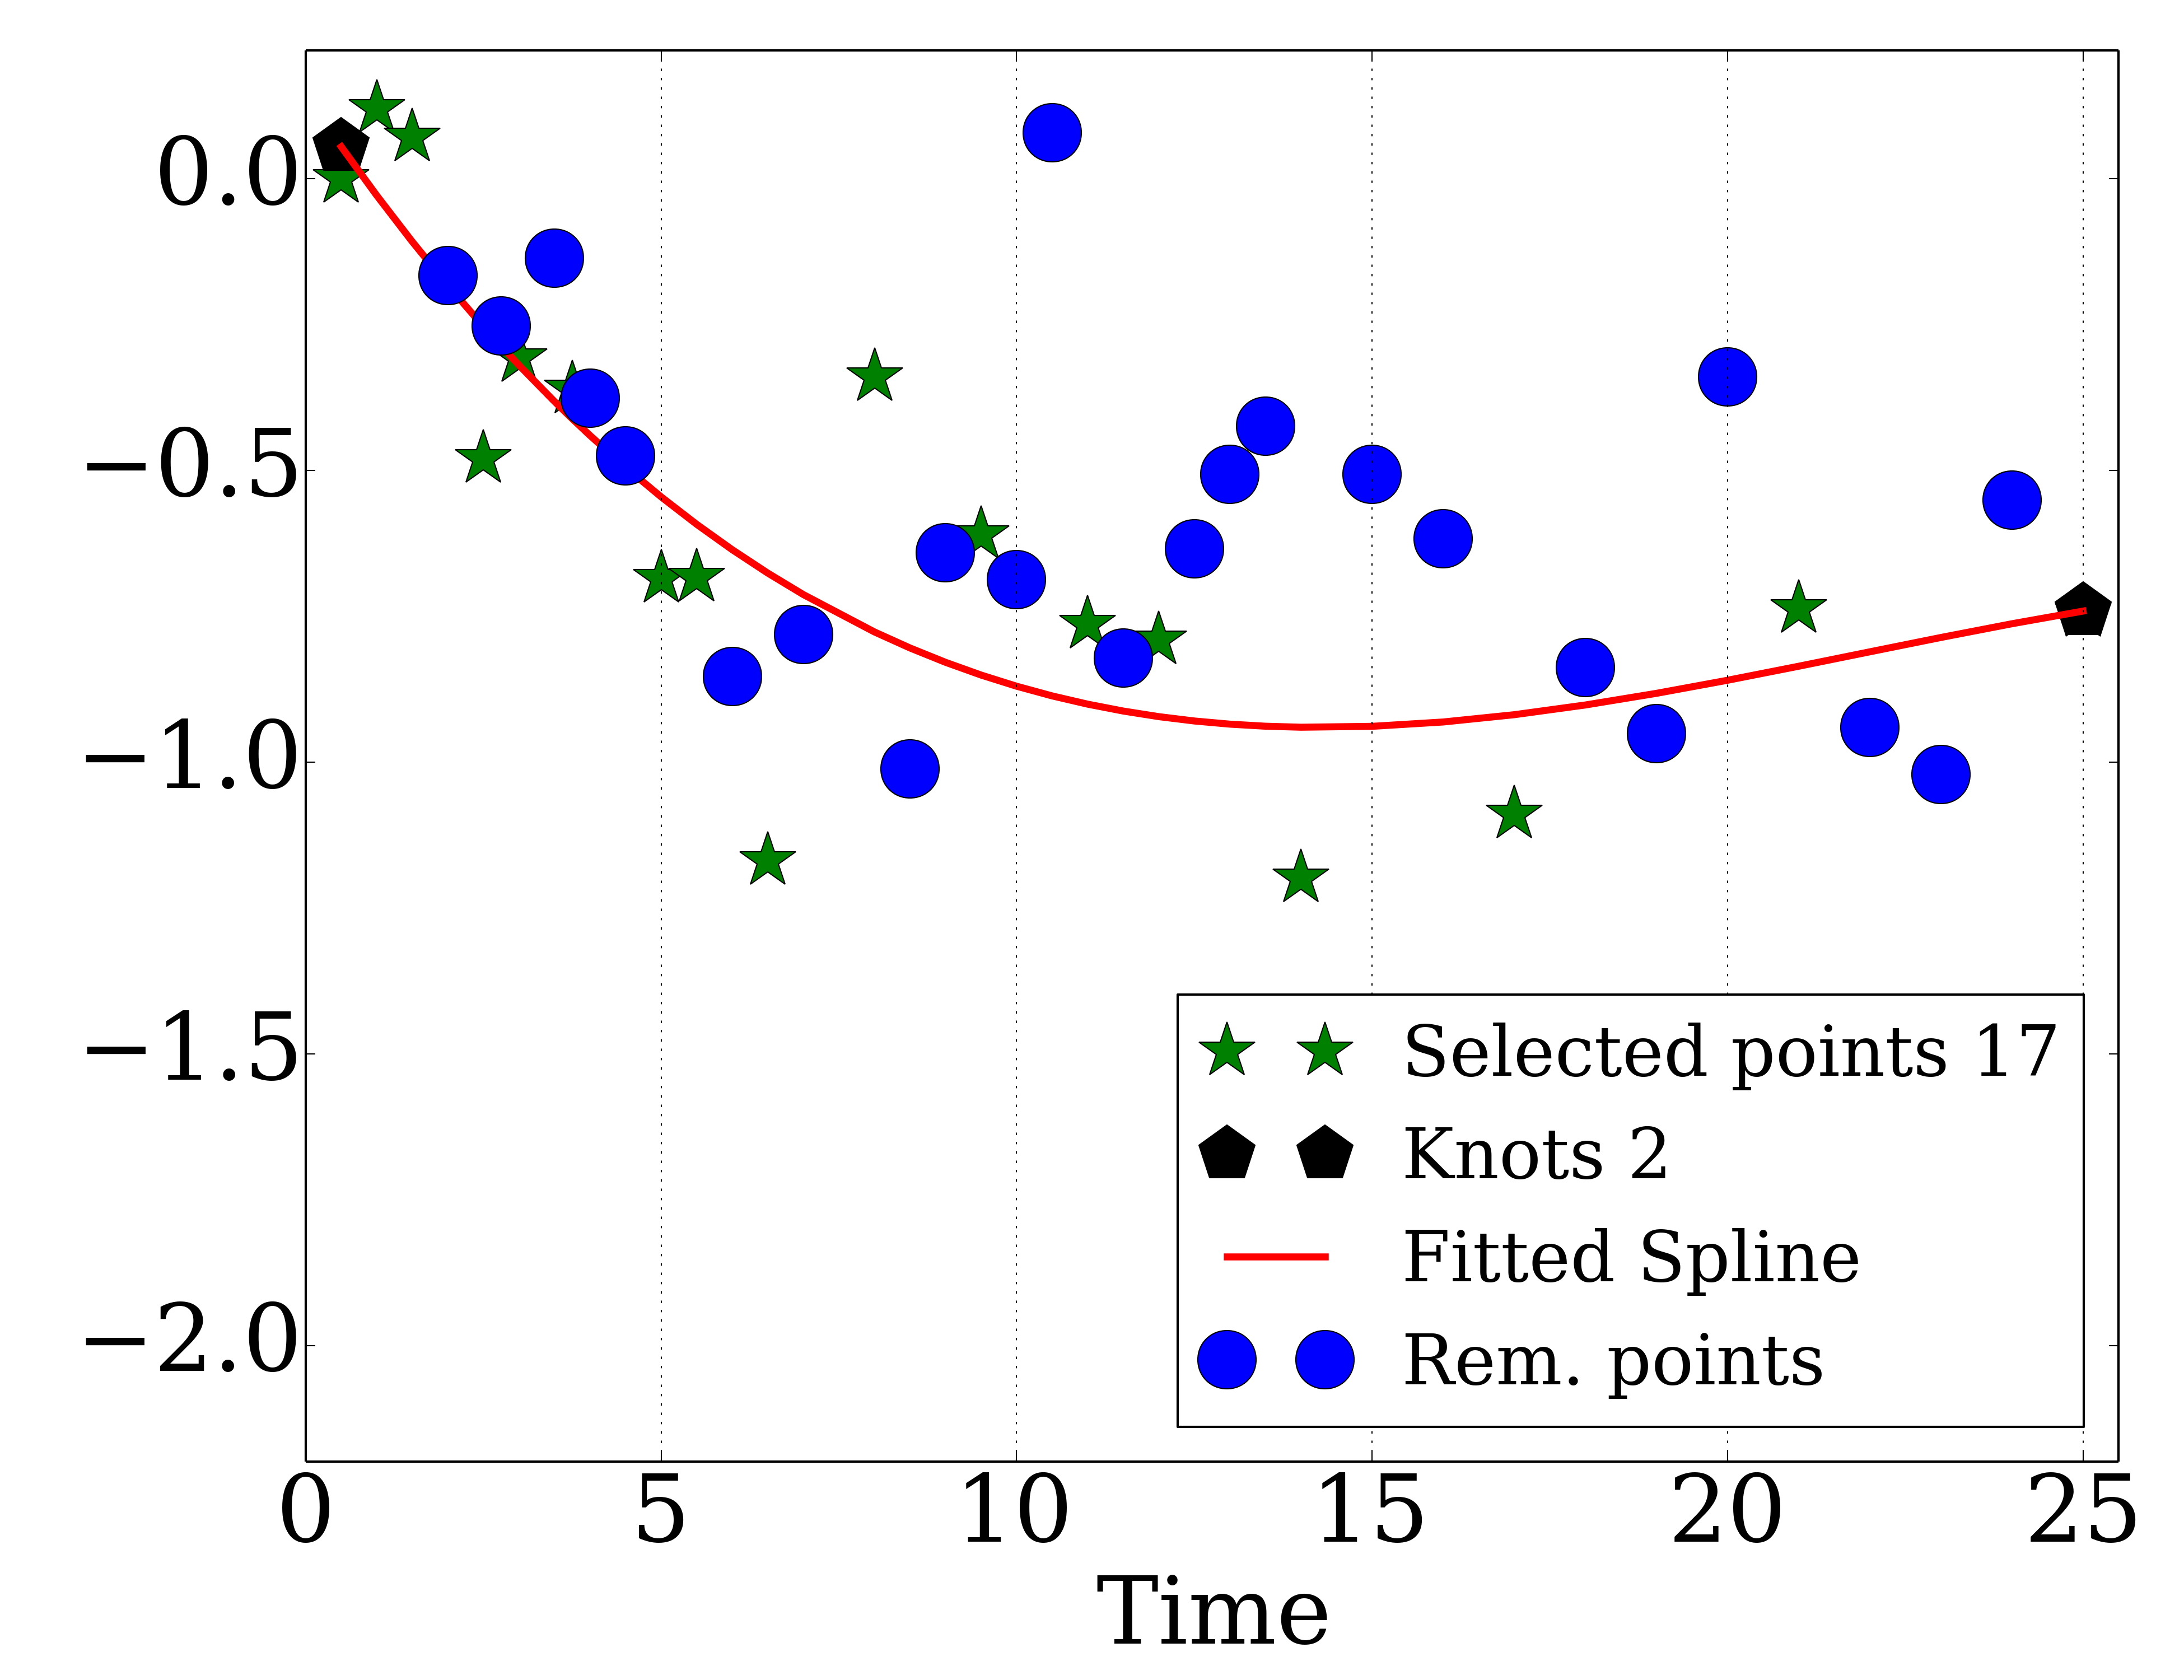 0.0
−0.5
−1.0
−1.5
−2.0
Selected points 17
Knots 2
Fitted Spline
Rem. points
0 5 10 15 20 25
Time